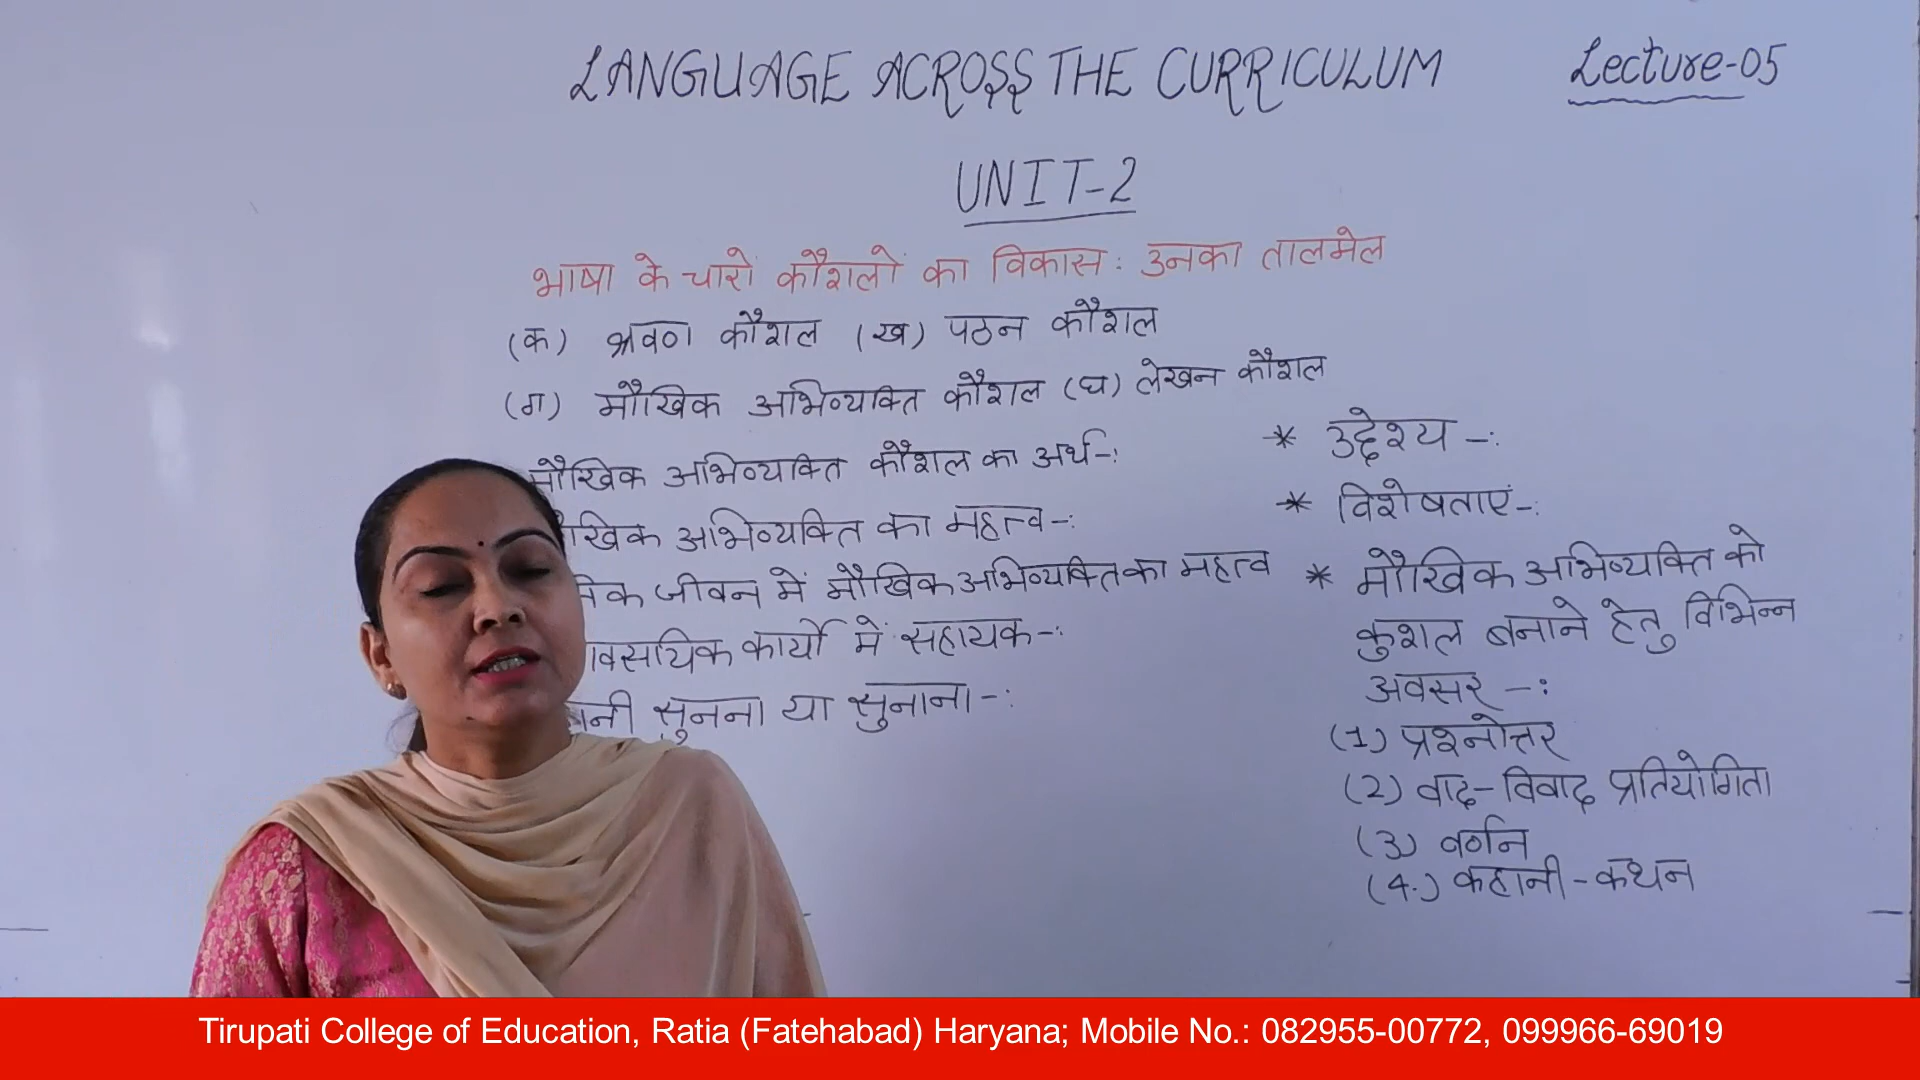 LANGUAGE ACROSS THE CURRICULUM
Lecture-05
UNIT-2
भाषा के चारों कौशलों का विकास: उनका तालमेल
(क) श्रवण कौशल (ख) पठन कौशल
(ग) मौखिक अभिव्यक्ति कौशल (घ) लेखन कौशल
मौखिक अभिव्यक्ति कौशल का अर्थ-:
अभिव्यक्ति का महत्त्व-:
जीवन में मौखिक अभिव्यक्ति का महत्व
कार्यों में सहायक-:
सुनना या सुनाना-:
* उद्देश्य-:
* विशेषताएं-:
* मौखिक अभिव्यक्ति को
कुशल बनाने हेतु विभिन्न
अवसर-:
(1) प्रश्नोत्तर
(2) वाद-विवाद प्रतियोगिता
(3) वर्णन
(4.) कहानी-कथन
Tirupati College of Education, Ratia (Fatehabad) Haryana; Mobile No.: 082955-00772, 099966-69019